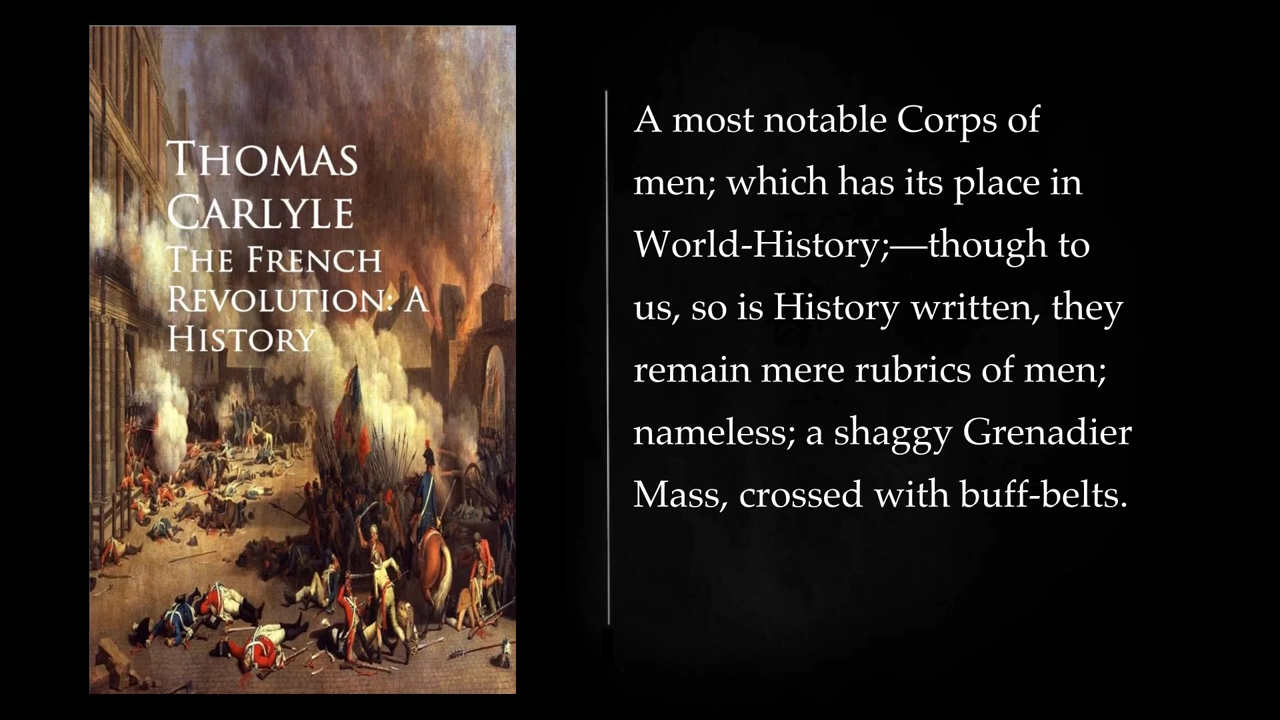 THOMAS
CARLYLE
THE FRENCH
REVOLUTION: A
HISTORY
A most notable Corps of
men; which has its place in
World-History;—though to
us, so is History written, they
remain mere rubrics of men;
nameless; a shaggy Grenadier
Mass, crossed with buff-belts.